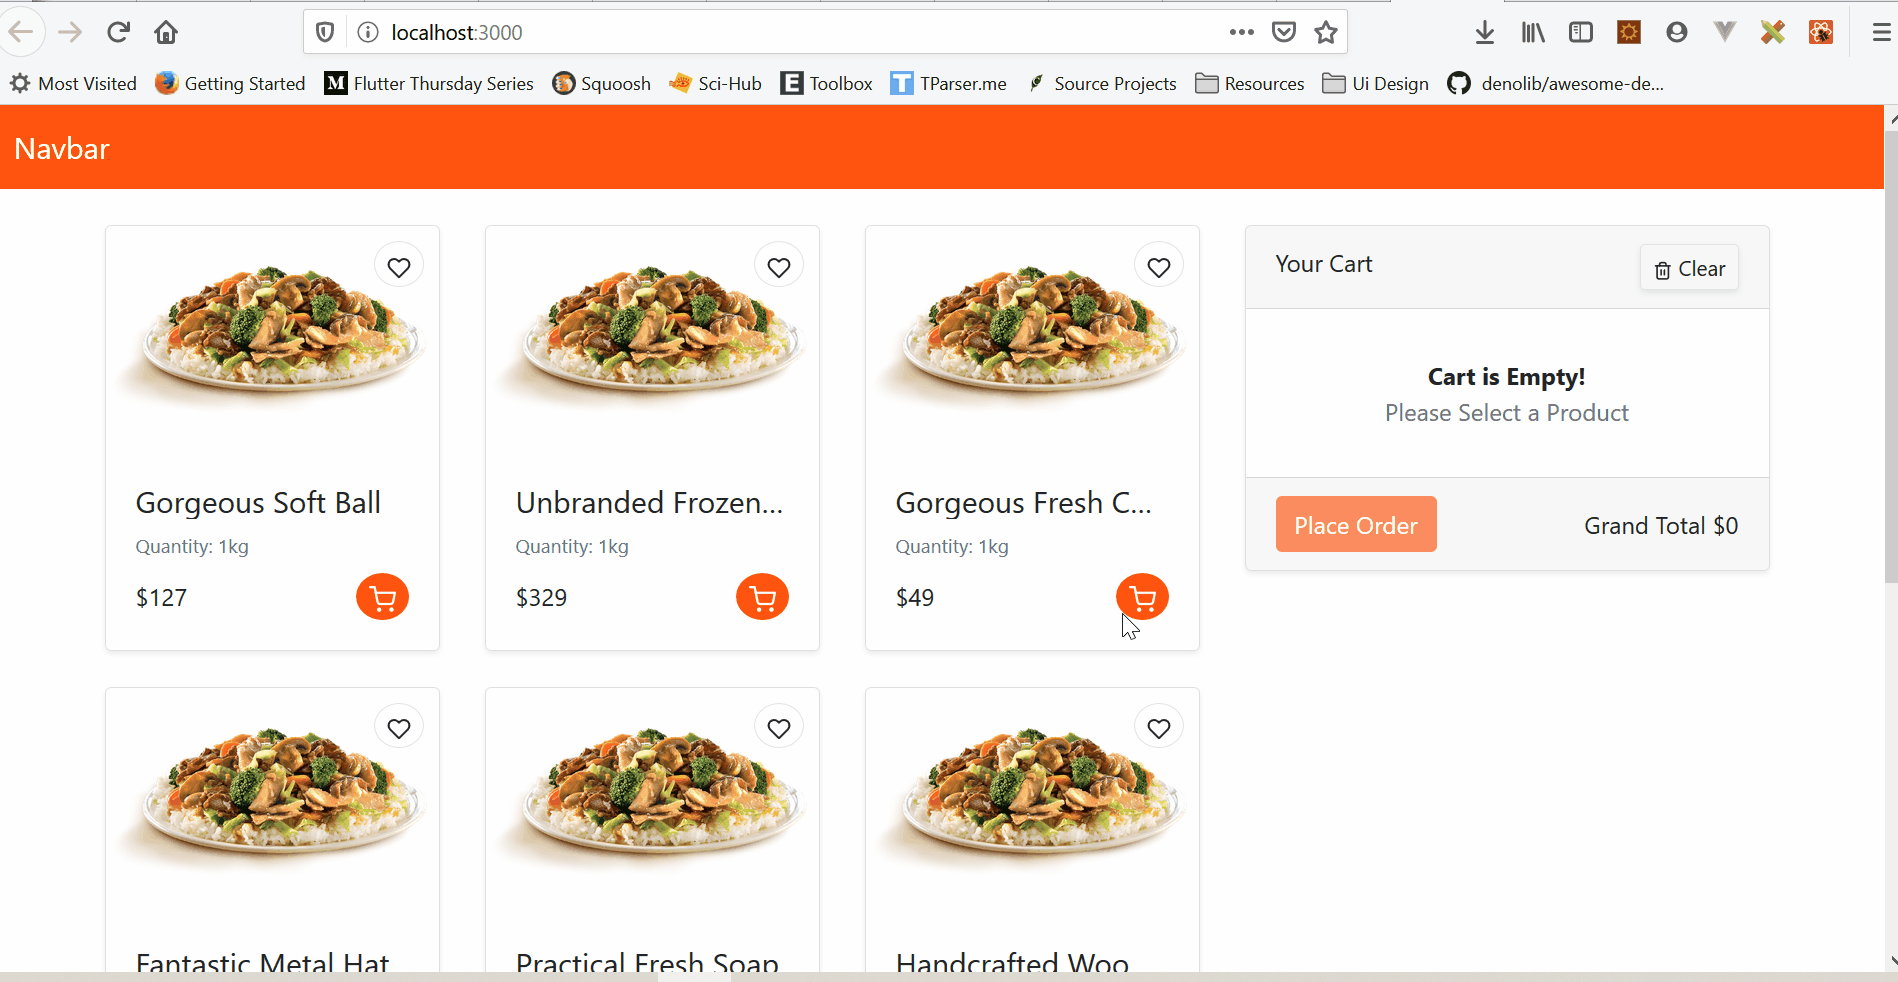 localhost:3000
Most Visited Getting Started M Flutter Thursday Series Squoosh Sci-Hub E Toolbox T TParser.me Source Projects Resources Ui Design denolib/awesome-de...
Navbar
Your Cart
Clear
Cart is Empty!
Please Select a Product
Gorgeous Soft Ball
Unbranded Frozen...
Gorgeous Fresh C...
Quantity: 1kg
Quantity: 1kg
Quantity: 1kg
$127
$329
$49
Place Order
Grand Total $0
Fantastic Metal Hat
Practical Fresh Soap
Handcrafted Woo